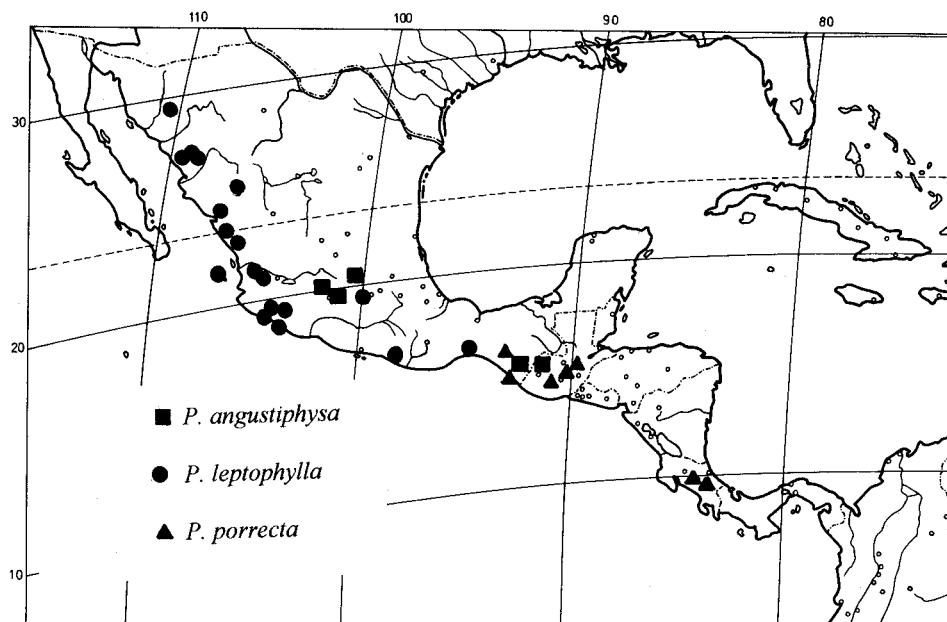 110 100 90 80
30
20
P. angustiphysa
P. leptophylla
P. porrecta
10